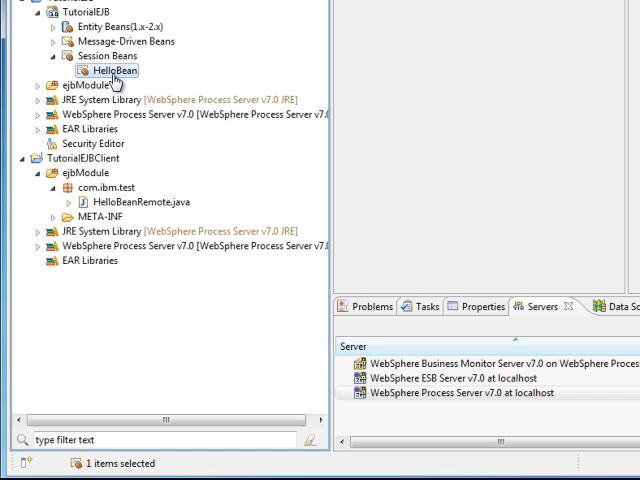 TutorialEJB
Entity Beans(1.x-2.x)
Message-Driven Beans
Session Beans
HelloBean
ejbModule
JRE System Library [WebSphere Process Server v7.0 JRE]
WebSphere Process Server v7.0 [WebSphere Process Server v7.0
EAR Libraries
Security Editor
TutorialEJBClient
ejbModule
com.ibm.test
HelloBeanRemote.java
META-INF
JRE System Library [WebSphere Process Server v7.0 JRE]
WebSphere Process Server v7.0 [WebSphere Process Server v7.0
EAR Libraries
type filter text
1 items selected
Problems Tasks Properties Servers Data So
Server
WebSphere Business Monitor Server v7.0 on WebSphere Proces
WebSphere ESB Server v7.0 at localhost
WebSphere Process Server v7.0 at localhost